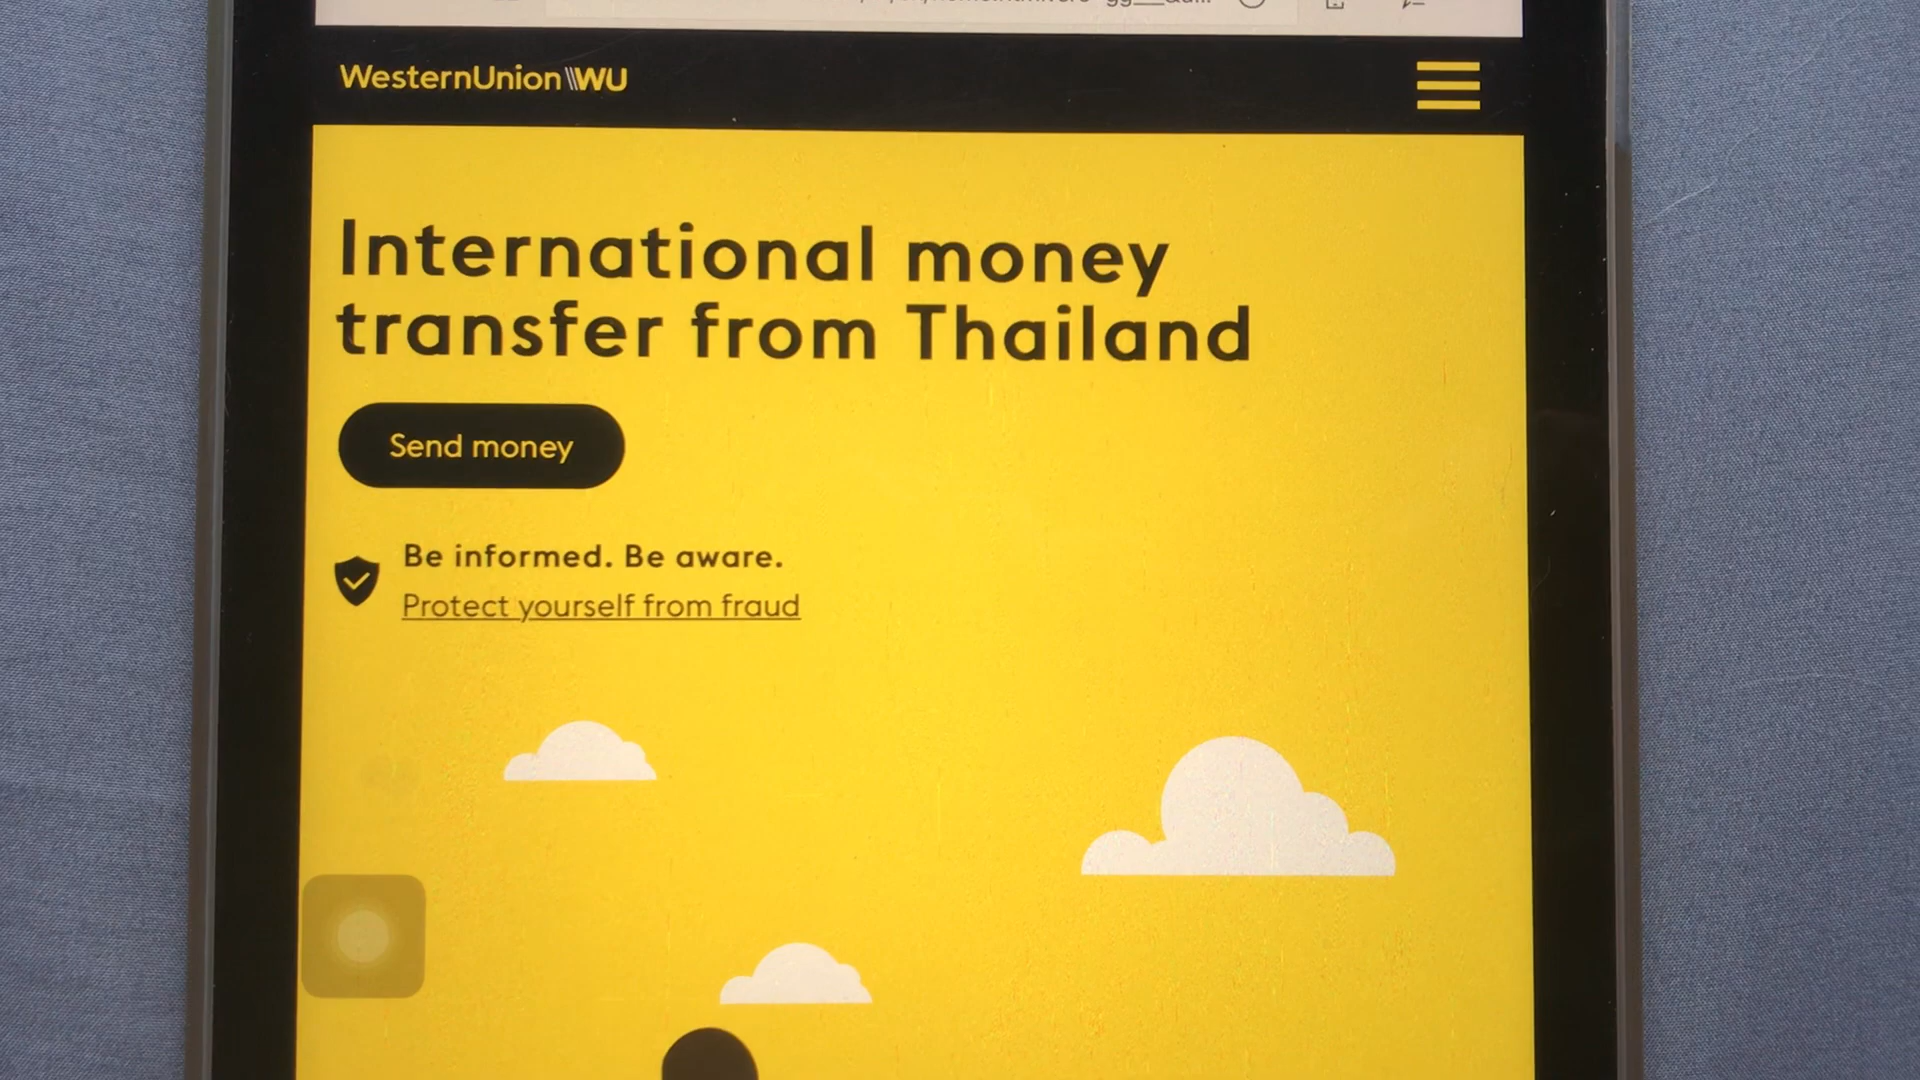 WesternUnion WU
International money
transfer from Thailand
Send money
Be informed. Be aware.
Protect yourself from fraud